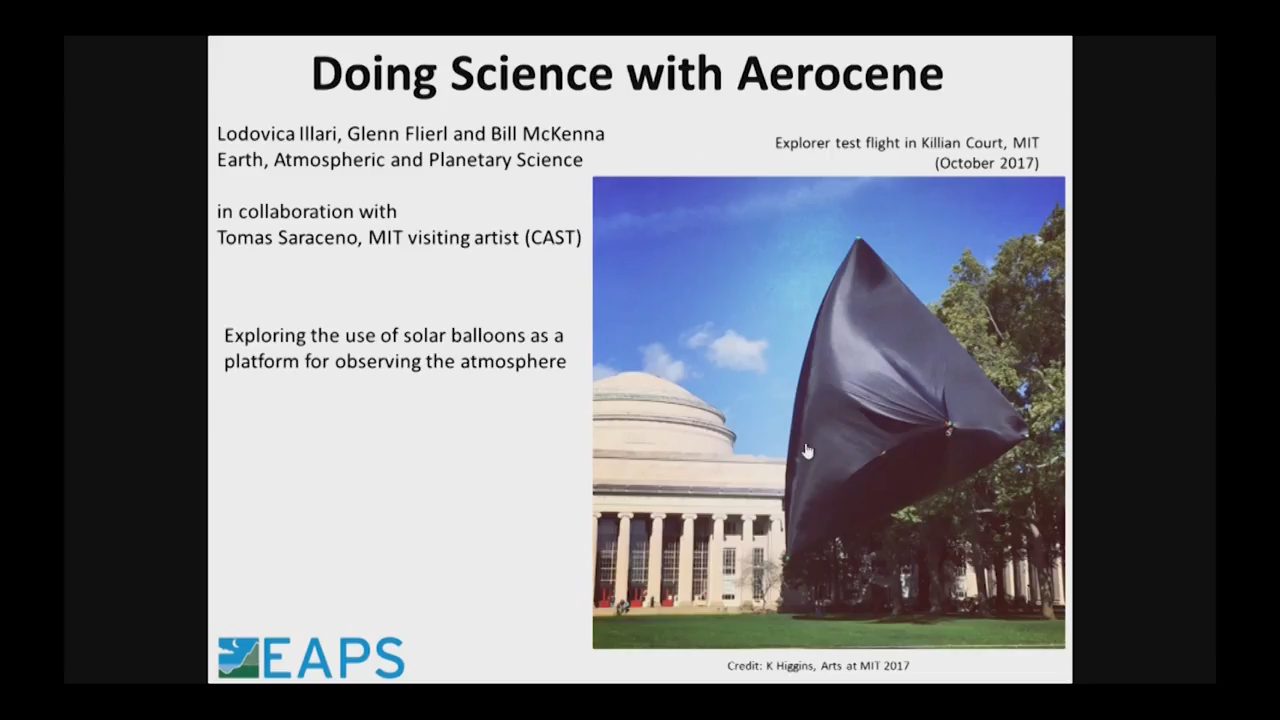 Doing Science with Aerocene
Lodovica Illari, Glenn Flierl and Bill McKenna
Earth, Atmospheric and Planetary Science
in collaboration with
Tomas Saraceno, MIT visiting artist (CAST)
Exploring the use of solar balloons as a
platform for observing the atmosphere
Explorer test flight in Killian Court, MIT
(October 2017)
Credit: K Higgins, Arts at MIT 2017
EAPS